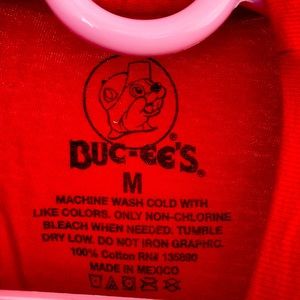 BUC-EE'S®
M
MACHINE WASH COLD WITH
LIKE COLORS. ONLY NON-CHLORINE
BLEACH WHEN NEEDED. TUMBLE
DRY LOW. DO NOT IRON GRAPHIC.
100% Cotton RN# 135880
MADE IN MEXICO